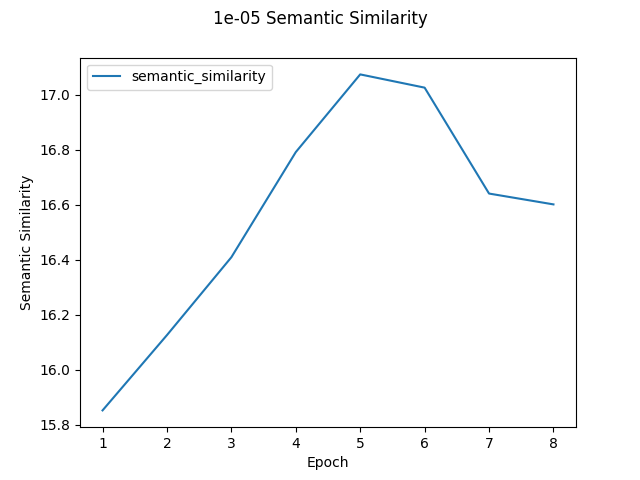 1e-05 Semantic Similarity
semantic_similarity
Semantic Similarity
17.0
16.8
16.6
16.4
16.2
16.0
15.8
1 2 3 4 5 6 7 8
Epoch